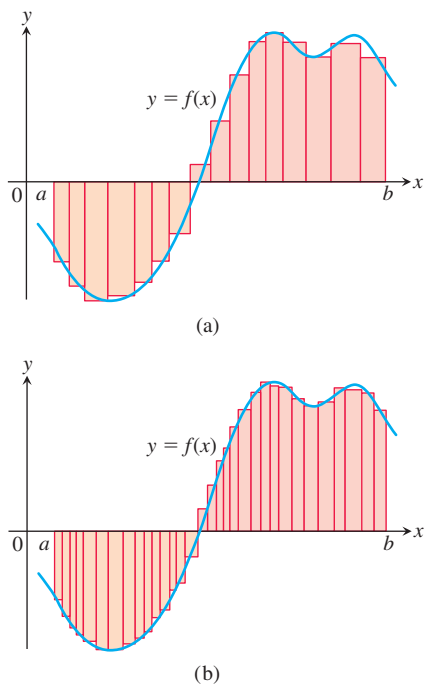 y
y = f(x)
0 a b x
(a)
y
y = f(x)
0 a b x
(b)